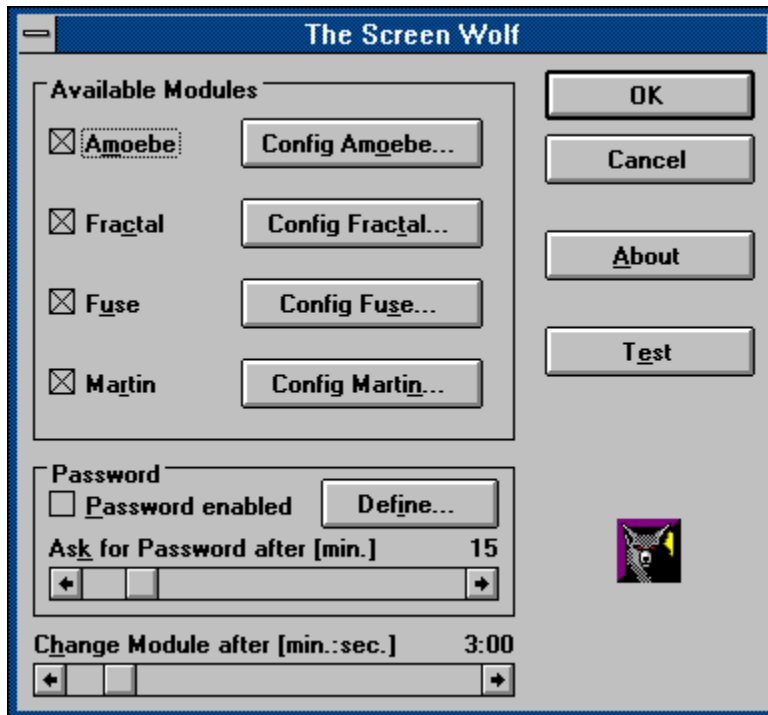 The Screen Wolf
Available Modules
OK
Amoebe
Config Amoebe...
Cancel
Fractal
Config Fractal...
About
Fuse
Config Fuse...
Test
Martin
Config Martin...
Password
Password enabled
Define...
Ask for Password after [min.] 15
Change Module after [min.:sec.] 3:00